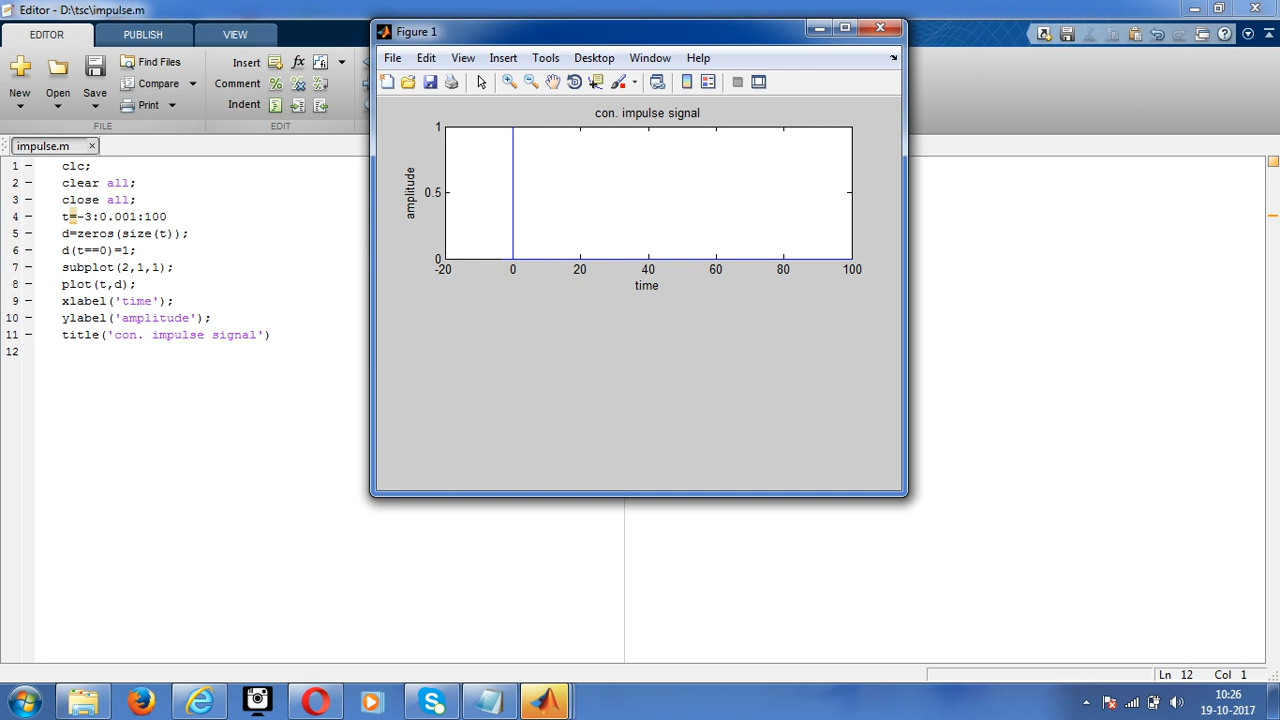 Editor - D:\tsc\impulse.m
EDITOR PUBLISH VIEW
New Open Save
Find Files
Compare
Print
FILE
Insert
Comment
Indent
EDIT
impulse.m
1 clc;
2 clear all;
3 close all;
4 t=-3:0.001:100
5 d=zeros(size(t));
6 d(t==0)=1;
7 subplot(2,1,1);
8 plot(t,d);
9 xlabel('time');
10 ylabel('amplitude');
11 title('con. impulse signal')
12
Figure 1
File Edit View Insert Tools Desktop Window Help
con. impulse signal
1
0.5
0
amplitude
-20 0 20 40 60 80 100
time
Ln 12 Col 1
10:26
19-10-2017